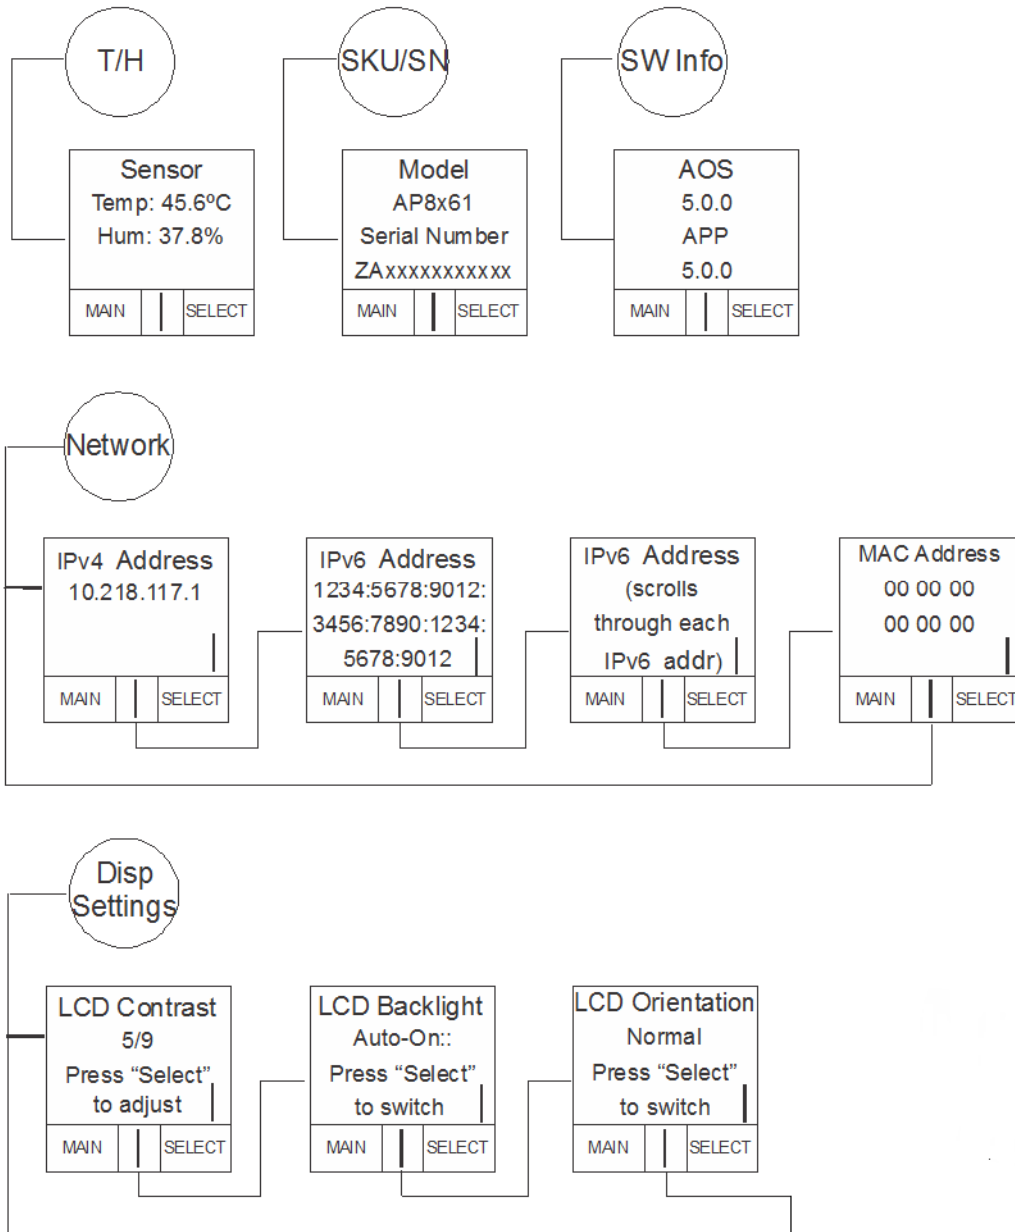 T/H
SKU/SN
SW Info
Sensor
Temp: 45.6ºC
Hum: 37.8%
MAIN
SELECT
Model
AP8x61
Serial Number
ZAxxxxxxxxxxx
MAIN
SELECT
AOS
5.0.0
APP
5.0.0
MAIN
SELECT
Network
IPv4 Address
10.218.117.1
MAIN
SELECT
IPv6 Address
1234:5678:9012:
3456:7890:1234:
5678:9012
MAIN
SELECT
IPv6 Address
(scrolls
through each
IPv6 addr)
MAIN
SELECT
MAC Address
00 00 00
00 00 00
MAIN
SELECT
Disp
Settings
LCD Contrast
5/9
Press “Select”
to adjust
MAIN
SELECT
LCD Backlight
Auto-On::
Press “Select”
to switch
MAIN
SELECT
LCD Orientation
Normal
Press “Select”
to switch
MAIN
SELECT